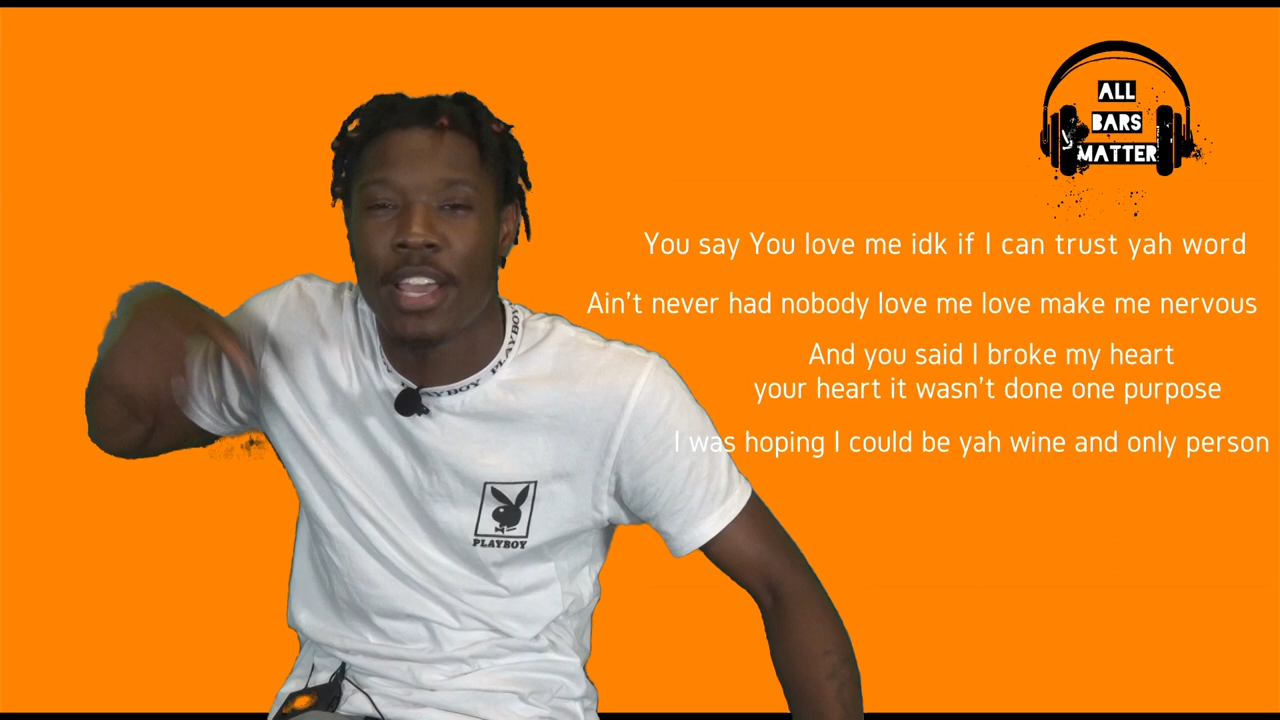 ALL
BARS
MATTER
You say You love me idk if I can trust yah word
Ain't never had nobody love me love make me nervous
And you said I broke my heart
your heart it wasn't done one purpose
I was hoping I could be yah wine and only person
PLAYBOY
PLAYBOY
PLAYBOY